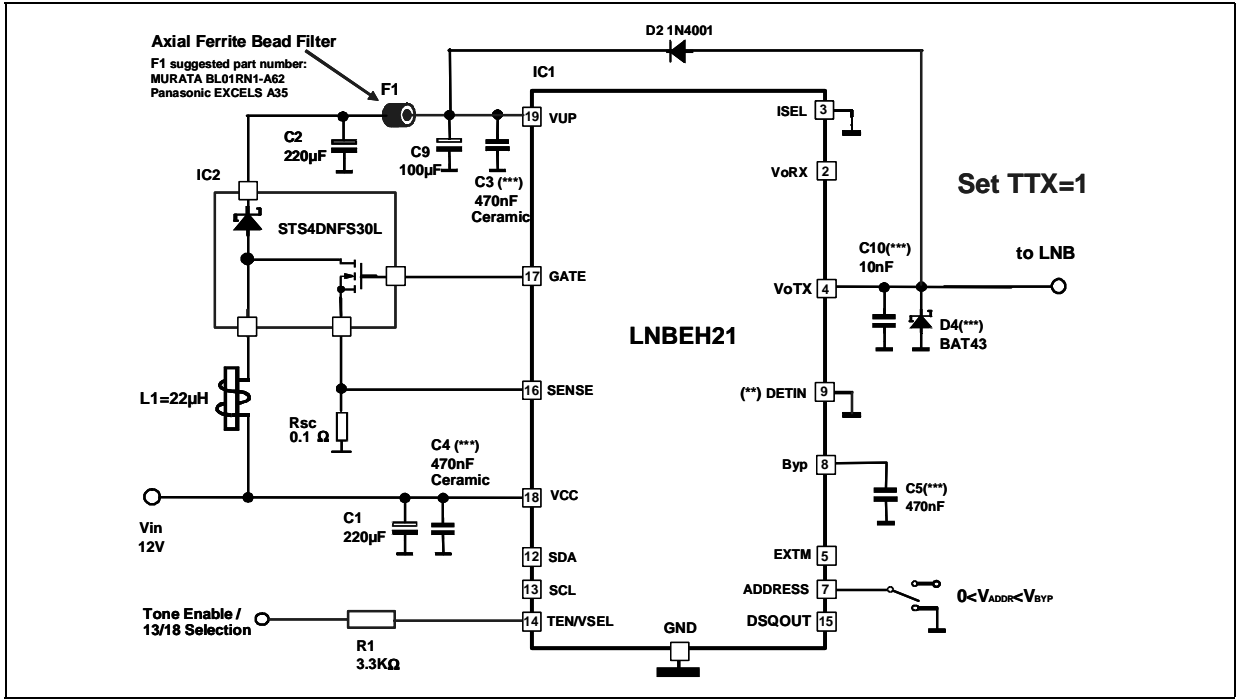 Axial Ferrite Bead Filter
F1 suggested part number:
MURATA BL01RN1-A62
Panasonic EXCELS A35
F1
D2 1N4001
IC1
19 VUP
ISEL 3
C2
220µF
C9
100µF
C3 (***)
470nF
Ceramic
VoRX 2
Set TTX=1
IC2
STS4DNFS30L
17 GATE
C10(***)
10nF
to LNB
VoTX 4
LNBEH21
D4(***)
BAT43
L1=22µH
16 SENSE
(**) DETIN 9
Rsc
0.1 Ω
C4 (***)
470nF
Ceramic
Byp 8
C5(***)
470nF
18 VCC
Vin
12V
C1
220µF
12 SDA
EXTM 5
13 SCL
ADDRESS 7
0<VADDR<VBYP
Tone Enable /
13/18 Selection
14 TEN/VSEL
DSQOUT 15
R1
3.3KΩ
GND